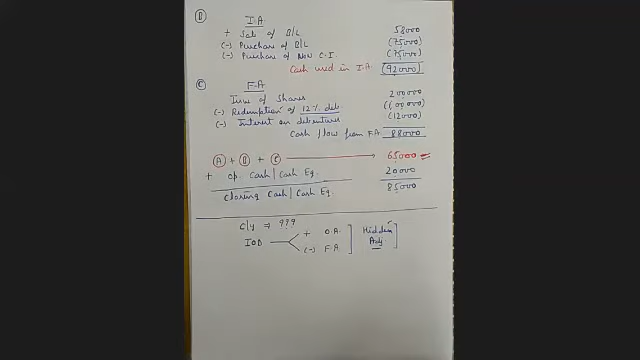 (B) I.A
+ Sale of B/L 58000
(-) Purchase of B/L (75000)
(-) Purchase of Non C.I. (75000)
Cash used in I.A (92000)
(C) F.A
Issue of Shares 200000
(-) Redemption of 12% deb (100000)
(-) Interest on debentures (12000)
Cash flow from F.A 88000
(A) + (B) + (C) 65000
+ Op. Cash/Cash Eq. 20000
Closing Cash/Cash Eq. 85000
C/y ⇒ ???
+ O.A. Hidden
IOD
(-) F.A Adj.